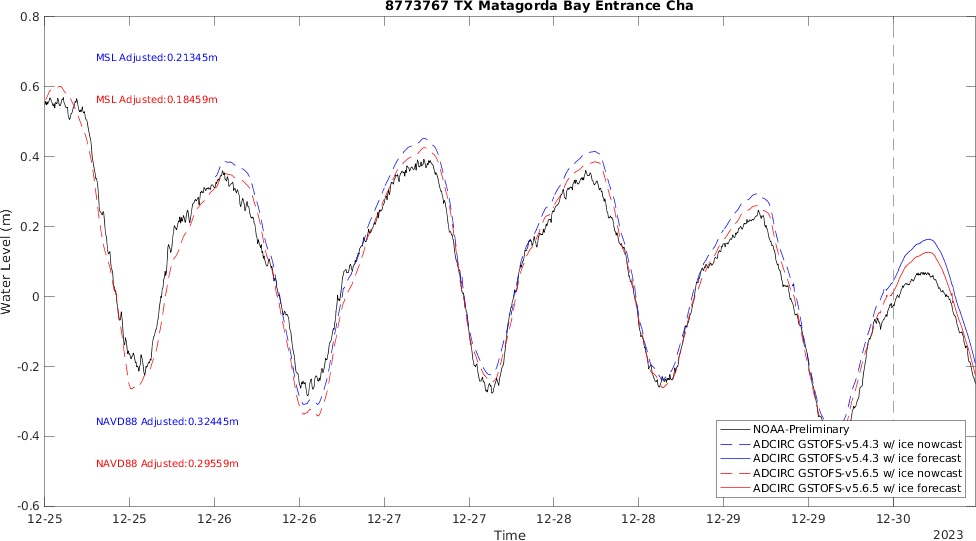 8773767 TX Matagorda Bay Entrance Cha
0.8
0.6
0.4
0.2
0
-0.2
-0.4
-0.6
Water Level (m)
MSL Adjusted:0.21345m
MSL Adjusted:0.18459m
NAVD88 Adjusted:0.32445m
NAVD88 Adjusted:0.29559m
NOAA-Preliminary
ADCIRC GSTOFS-v5.4.3 w/ ice nowcast
ADCIRC GSTOFS-v5.4.3 w/ ice forecast
ADCIRC GSTOFS-v5.6.5 w/ ice nowcast
ADCIRC GSTOFS-v5.6.5 w/ ice forecast
12-25 12-25 12-26 12-26 12-27 12-27 12-28 12-28 12-29 12-29 12-30
Time
2023